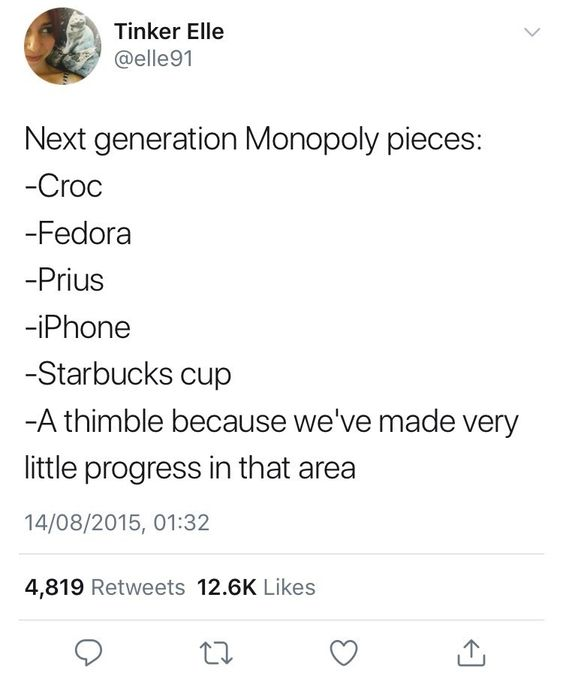 Tinker Elle
@elle91
Next generation Monopoly pieces:
-Croc
-Fedora
-Prius
-iPhone
-Starbucks cup
-A thimble because we've made very
little progress in that area
14/08/2015, 01:32
4,819 Retweets 12.6K Likes